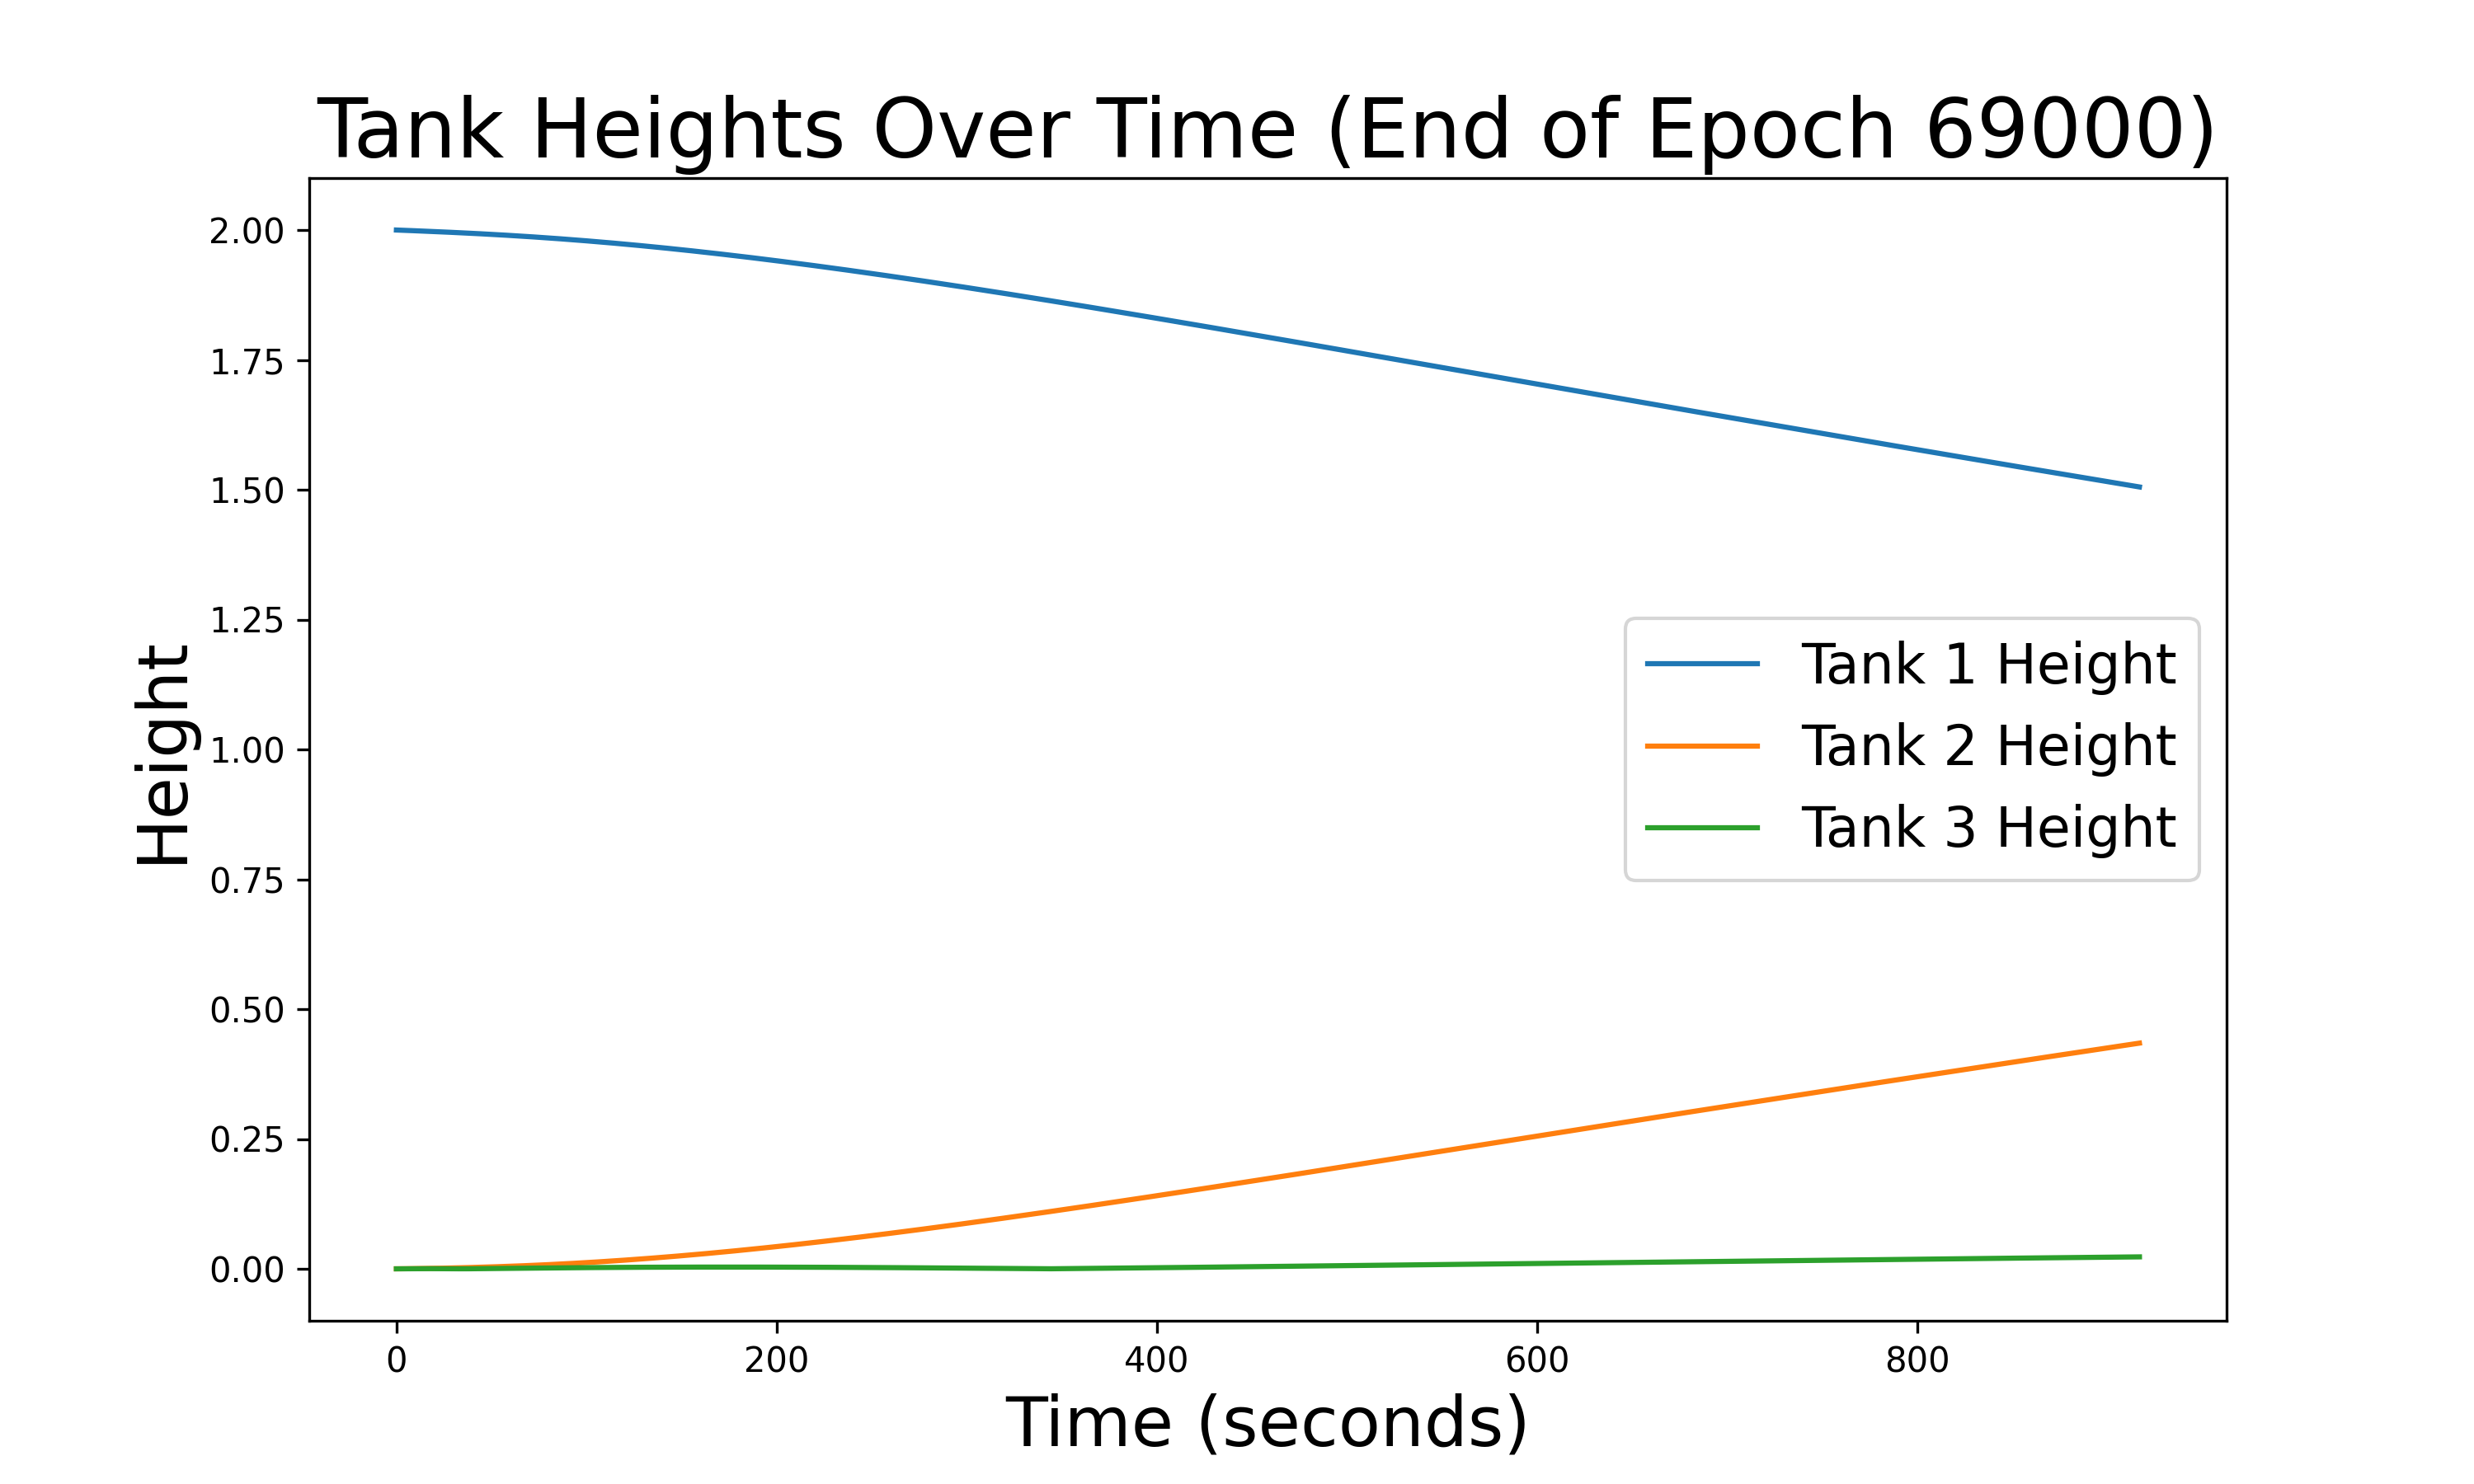 Tank Heights Over Time (End of Epoch 69000)
Height
2.00
1.75
1.50
1.25
1.00
0.75
0.50
0.25
0.00
Tank 1 Height
Tank 2 Height
Tank 3 Height
0 200 400 600 800
Time (seconds)